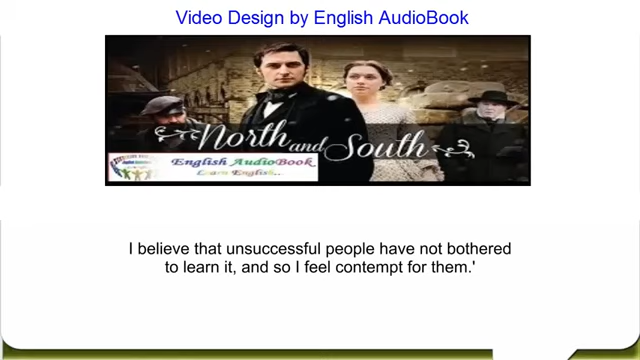 Video Design by English AudioBook
North and South
English AudioBook
Learn English...
I believe that unsuccessful people have not bothered
to learn it, and so I feel contempt for them.'